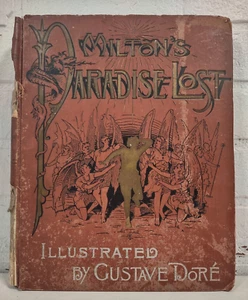 MILTON'S
PARADISE LOST
ILLUSTRATED
BY GUSTAVE DORÉ